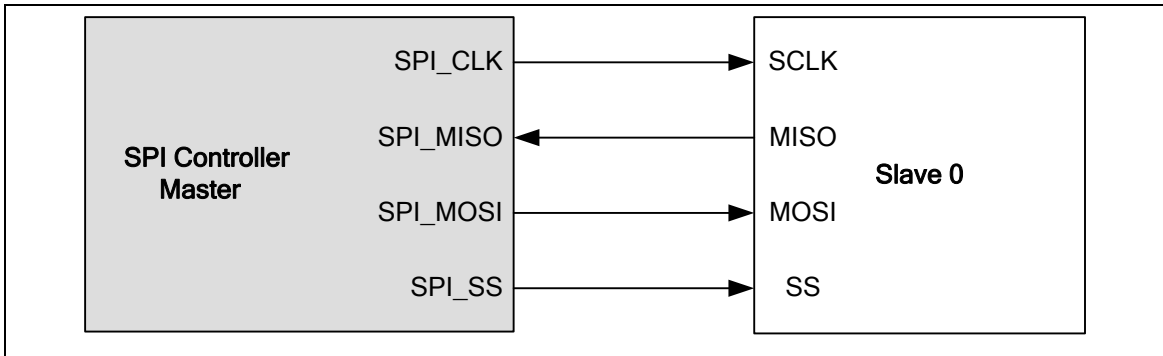 SPI Controller
Master
SPI_CLK
SPI_MISO
SPI_MOSI
SPI_SS
SCLK
MISO
MOSI
SS
Slave 0